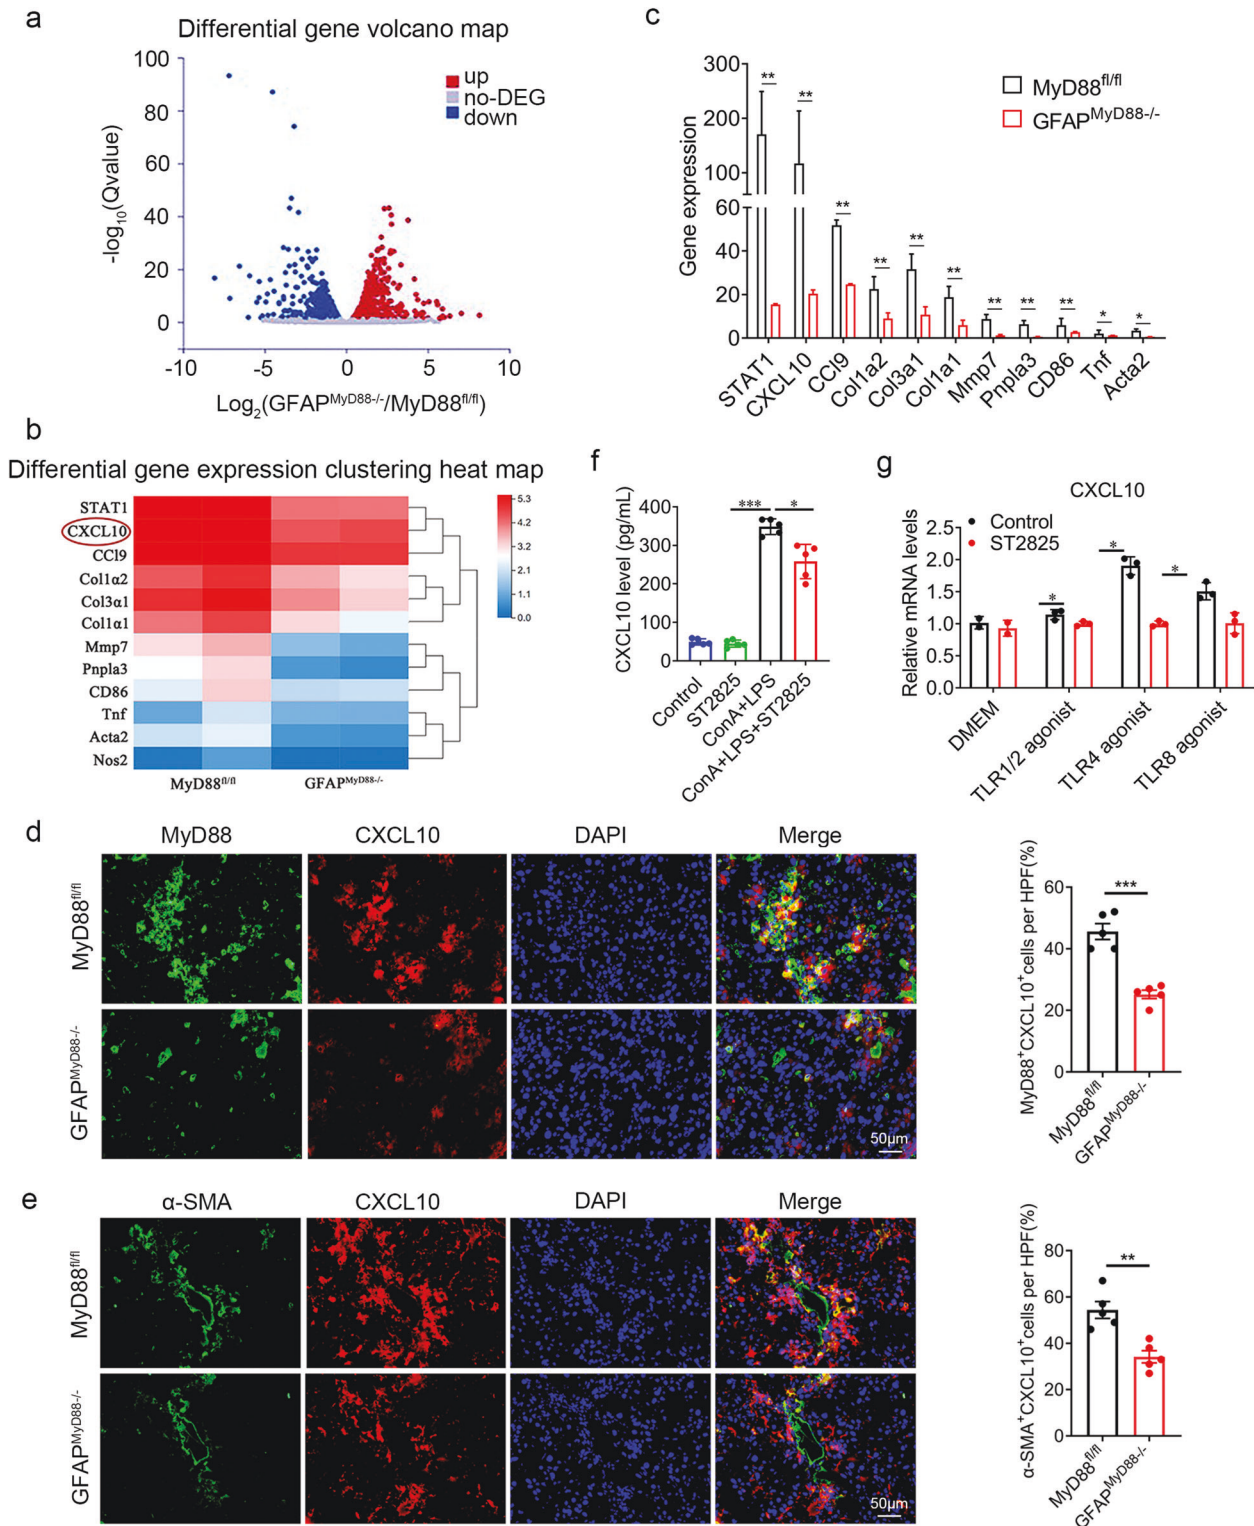 a
Differential gene volcano map
100
80
60
40
20
0
-log10(Qvalue)
up
no-DEG
down
-10 -5 0 5 10
Log2(GFAPMyD88-/-/MyD88fl/fl)
b
Differential gene expression clustering heat map
STAT1
CXCL10
CCl9
Col1α2
Col3α1
Col1α1
Mmp7
Pnpla3
CD86
Tnf
Acta2
Nos2
MyD88fl/fl GFAPMyD88-/-
5.3
4.2
3.2
2.1
1.1
0.0
c
Gene expression
300
200
100
60
40
20
0
MyD88fl/fl
GFAPMyD88-/-
** ** ** ** ** ** ** ** ** * *
STAT1 CXCL10 CCl9 Col1a2 Col3a1 Col1a1 Mmp7 Pnpla3 CD86 Tnf Acta2
f
CXCL10 level (pg/mL)
400
300
200
100
0
*** *
Control ST2825 ConA+LPS ConA+LPS+ST2825
g
CXCL10
Relative mRNA levels
2.5
2.0
1.5
1.0
0.5
0.0
Control
ST2825
* * *
DMEM TLR1/2 agonist TLR4 agonist TLR8 agonist
d
MyD88 CXCL10 DAPI Merge
MyD88fl/fl
GFAPMyD88-/-
50μm
MyD88+CXCL10+cells per HPF(%)
60
40
20
0
***
MyD88fl/fl GFAPMyD88-/-
e
α-SMA CXCL10 DAPI Merge
MyD88fl/fl
GFAPMyD88-/-
50μm
α-SMA+CXCL10+cells per HPF(%)
80
60
40
20
0
**
MyD88fl/fl GFAPMyD88-/-